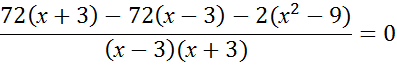 72(x + 3) − 72(x − 3) − 2(x² − 9)
(x − 3)(x + 3)
= 0